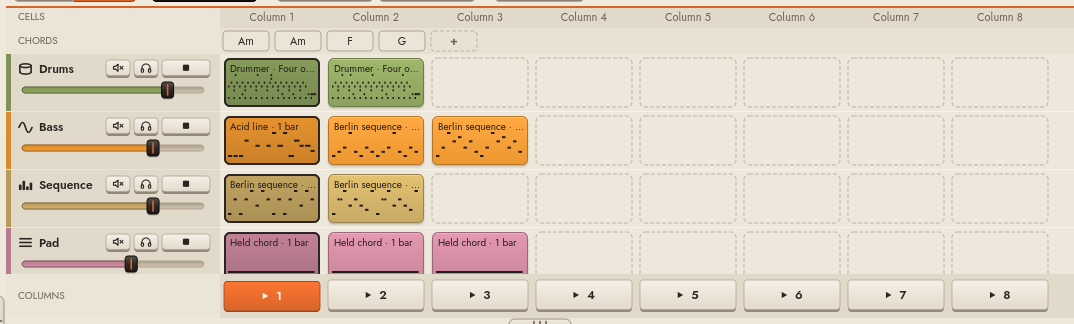 CELLS Column 1 Column 2 Column 3 Column 4 Column 5 Column 6 Column 7 Column 8
CHORDS Am Am F G +
Drums Drummer · Four o... Drummer · Four o...
Bass Acid line · 1 bar Berlin sequence · ... Berlin sequence · ...
Sequence Berlin sequence · ... Berlin sequence · ...
Pad Held chord · 1 bar Held chord · 1 bar Held chord · 1 bar
COLUMNS 1 2 3 4 5 6 7 8